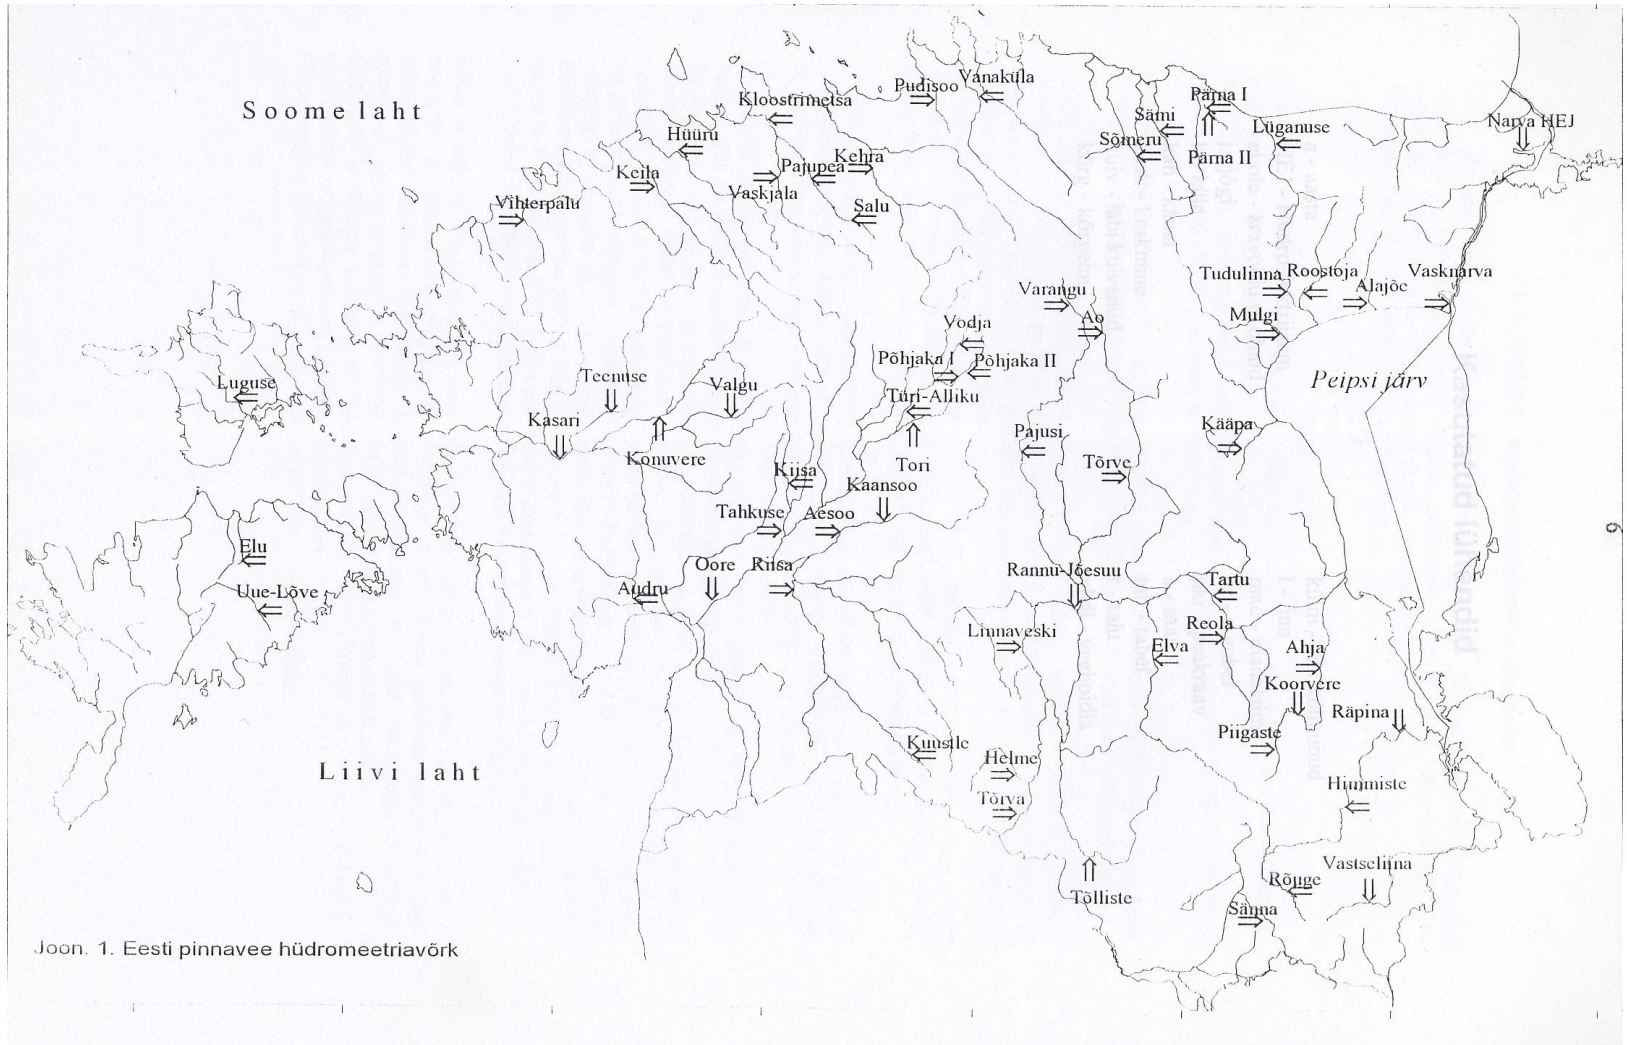 Soome laht
Pudisoo
Vanaküla
Kloostrimetsa
Pärna I
Sämi
Narva HEJ
Lüganuse
Hüüru
Sõmeru
Pärna II
Kehra
Pajupea
Keila
Vaskjala
Vihterpalu
Salu
Tudulinna
Roostoja
Vasknarva
Alajõe
Varangu
Ao
Mulgi
Vodja
Põhjaka I
Põhjaka II
Peipsi järv
Luguse
Teenuse
Valgu
Türi-Alliku
Kasari
Kääpa
Pajusi
Konuvere
Tori
Tõrve
Kiisa
Kaansoo
Tahkuse
Aesoo
6
Elu
Oore
Riisa
Rannu-Jõesuu
Tartu
Uue-Lõve
Audru
Linnaveski
Reola
Elva
Ahja
Koorvere
Räpina
Piigaste
Kuustle
Helme
Liivi laht
Himmiste
Tõrva
Vastseliina
Rõuge
Tõlliste
Sänna
Joon. 1. Eesti pinnavee hüdromeetriavõrk